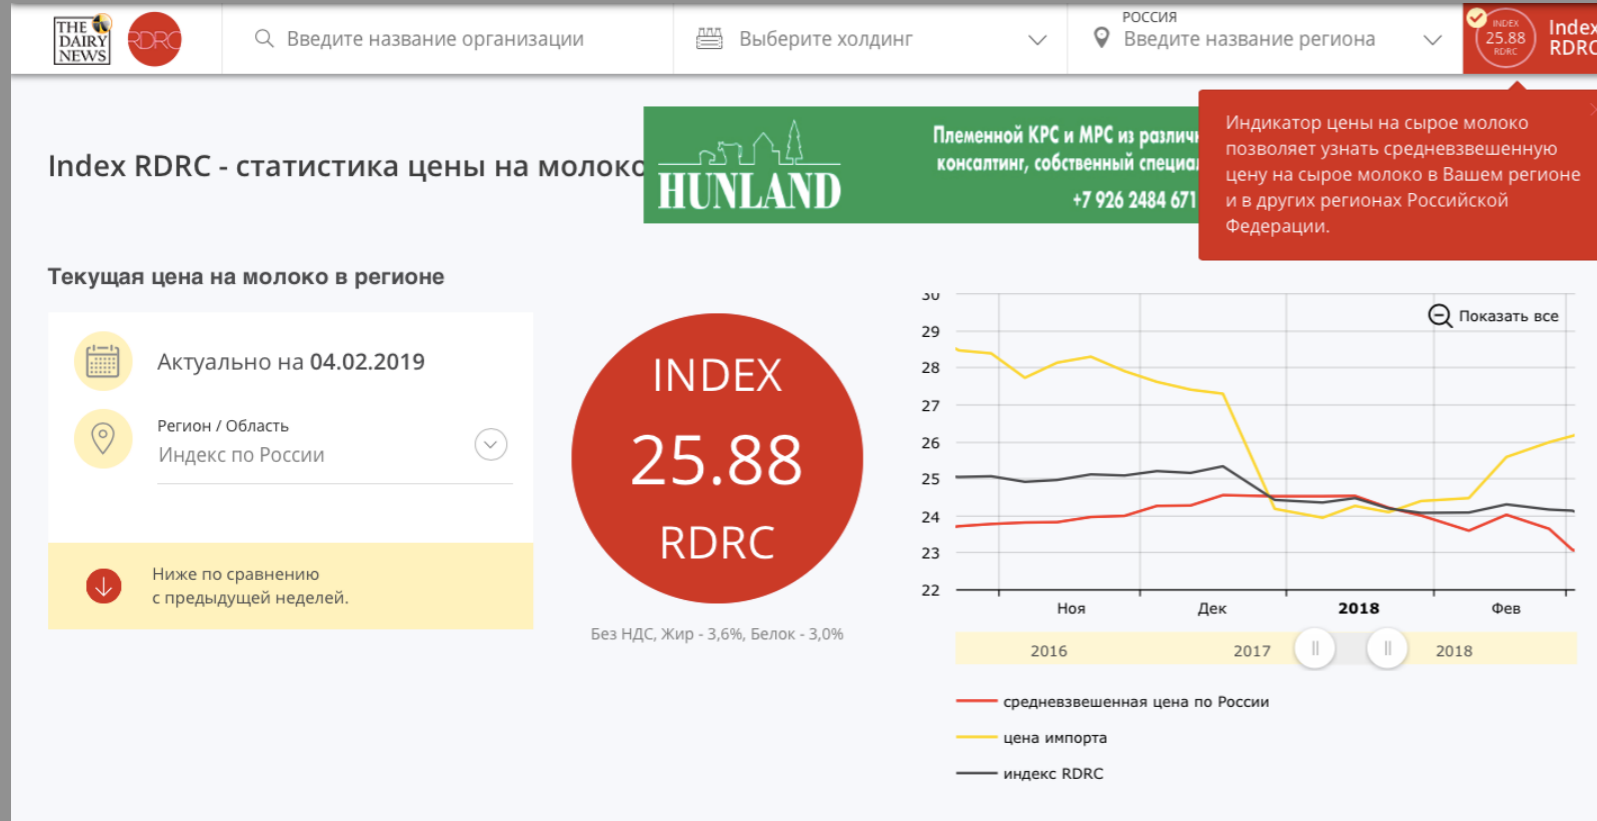 THE
DAIRY
NEWS
RDRC
Введите название организации
Выберите холдинг
РОССИЯ
Введите название региона
INDEX
25.88
RDRC
Index
RDRC
Index RDRC - статистика цены на молоко
HUNLAND
Племенной КРС и МРС из
консалтинг, собственный
+7 926 2484 671
Индикатор цены на сырое молоко
позволяет узнать средневзвешенную
цену на сырое молоко в Вашем регионе
и в других регионах Российской
Федерации.
Текущая цена на молоко в регионе
Актуально на 04.02.2019
Регион / Область
Индекс по России
Ниже по сравнению
с предыдущей неделей.
INDEX
25.88
RDRC
Без НДС, Жир - 3,6%, Белок - 3,0%
Показать все
30
29
28
27
26
25
24
23
22
Ноя Дек 2018 Фев
2016 2017 2018
средневзвешенная цена по России
цена импорта
индекс RDRC